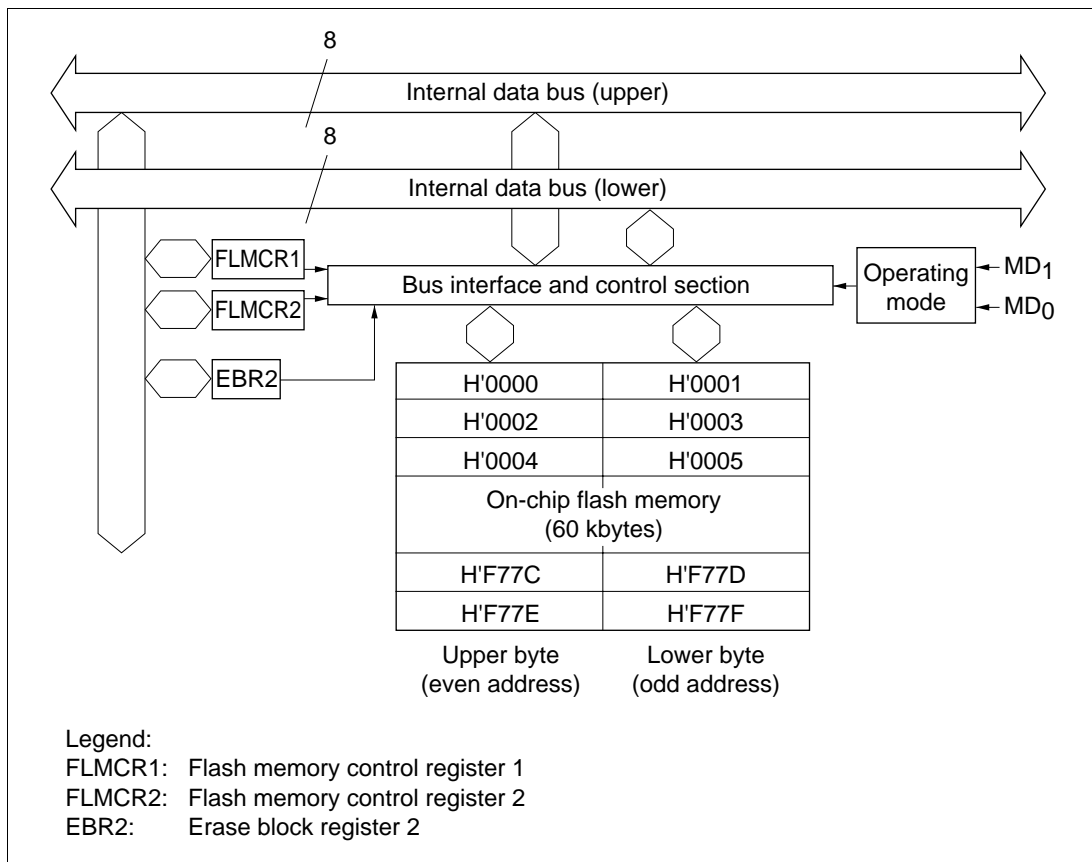 8
Internal data bus (upper)
8
Internal data bus (lower)
FLMCR1
FLMCR2
EBR2
Bus interface and control section
Operating
mode
MD1
MD0
H'0000 H'0001
H'0002 H'0003
H'0004 H'0005
On-chip flash memory
(60 kbytes)
H'F77C H'F77D
H'F77E H'F77F
Upper byte
(even address)
Lower byte
(odd address)
Legend:
FLMCR1: Flash memory control register 1
FLMCR2: Flash memory control register 2
EBR2: Erase block register 2